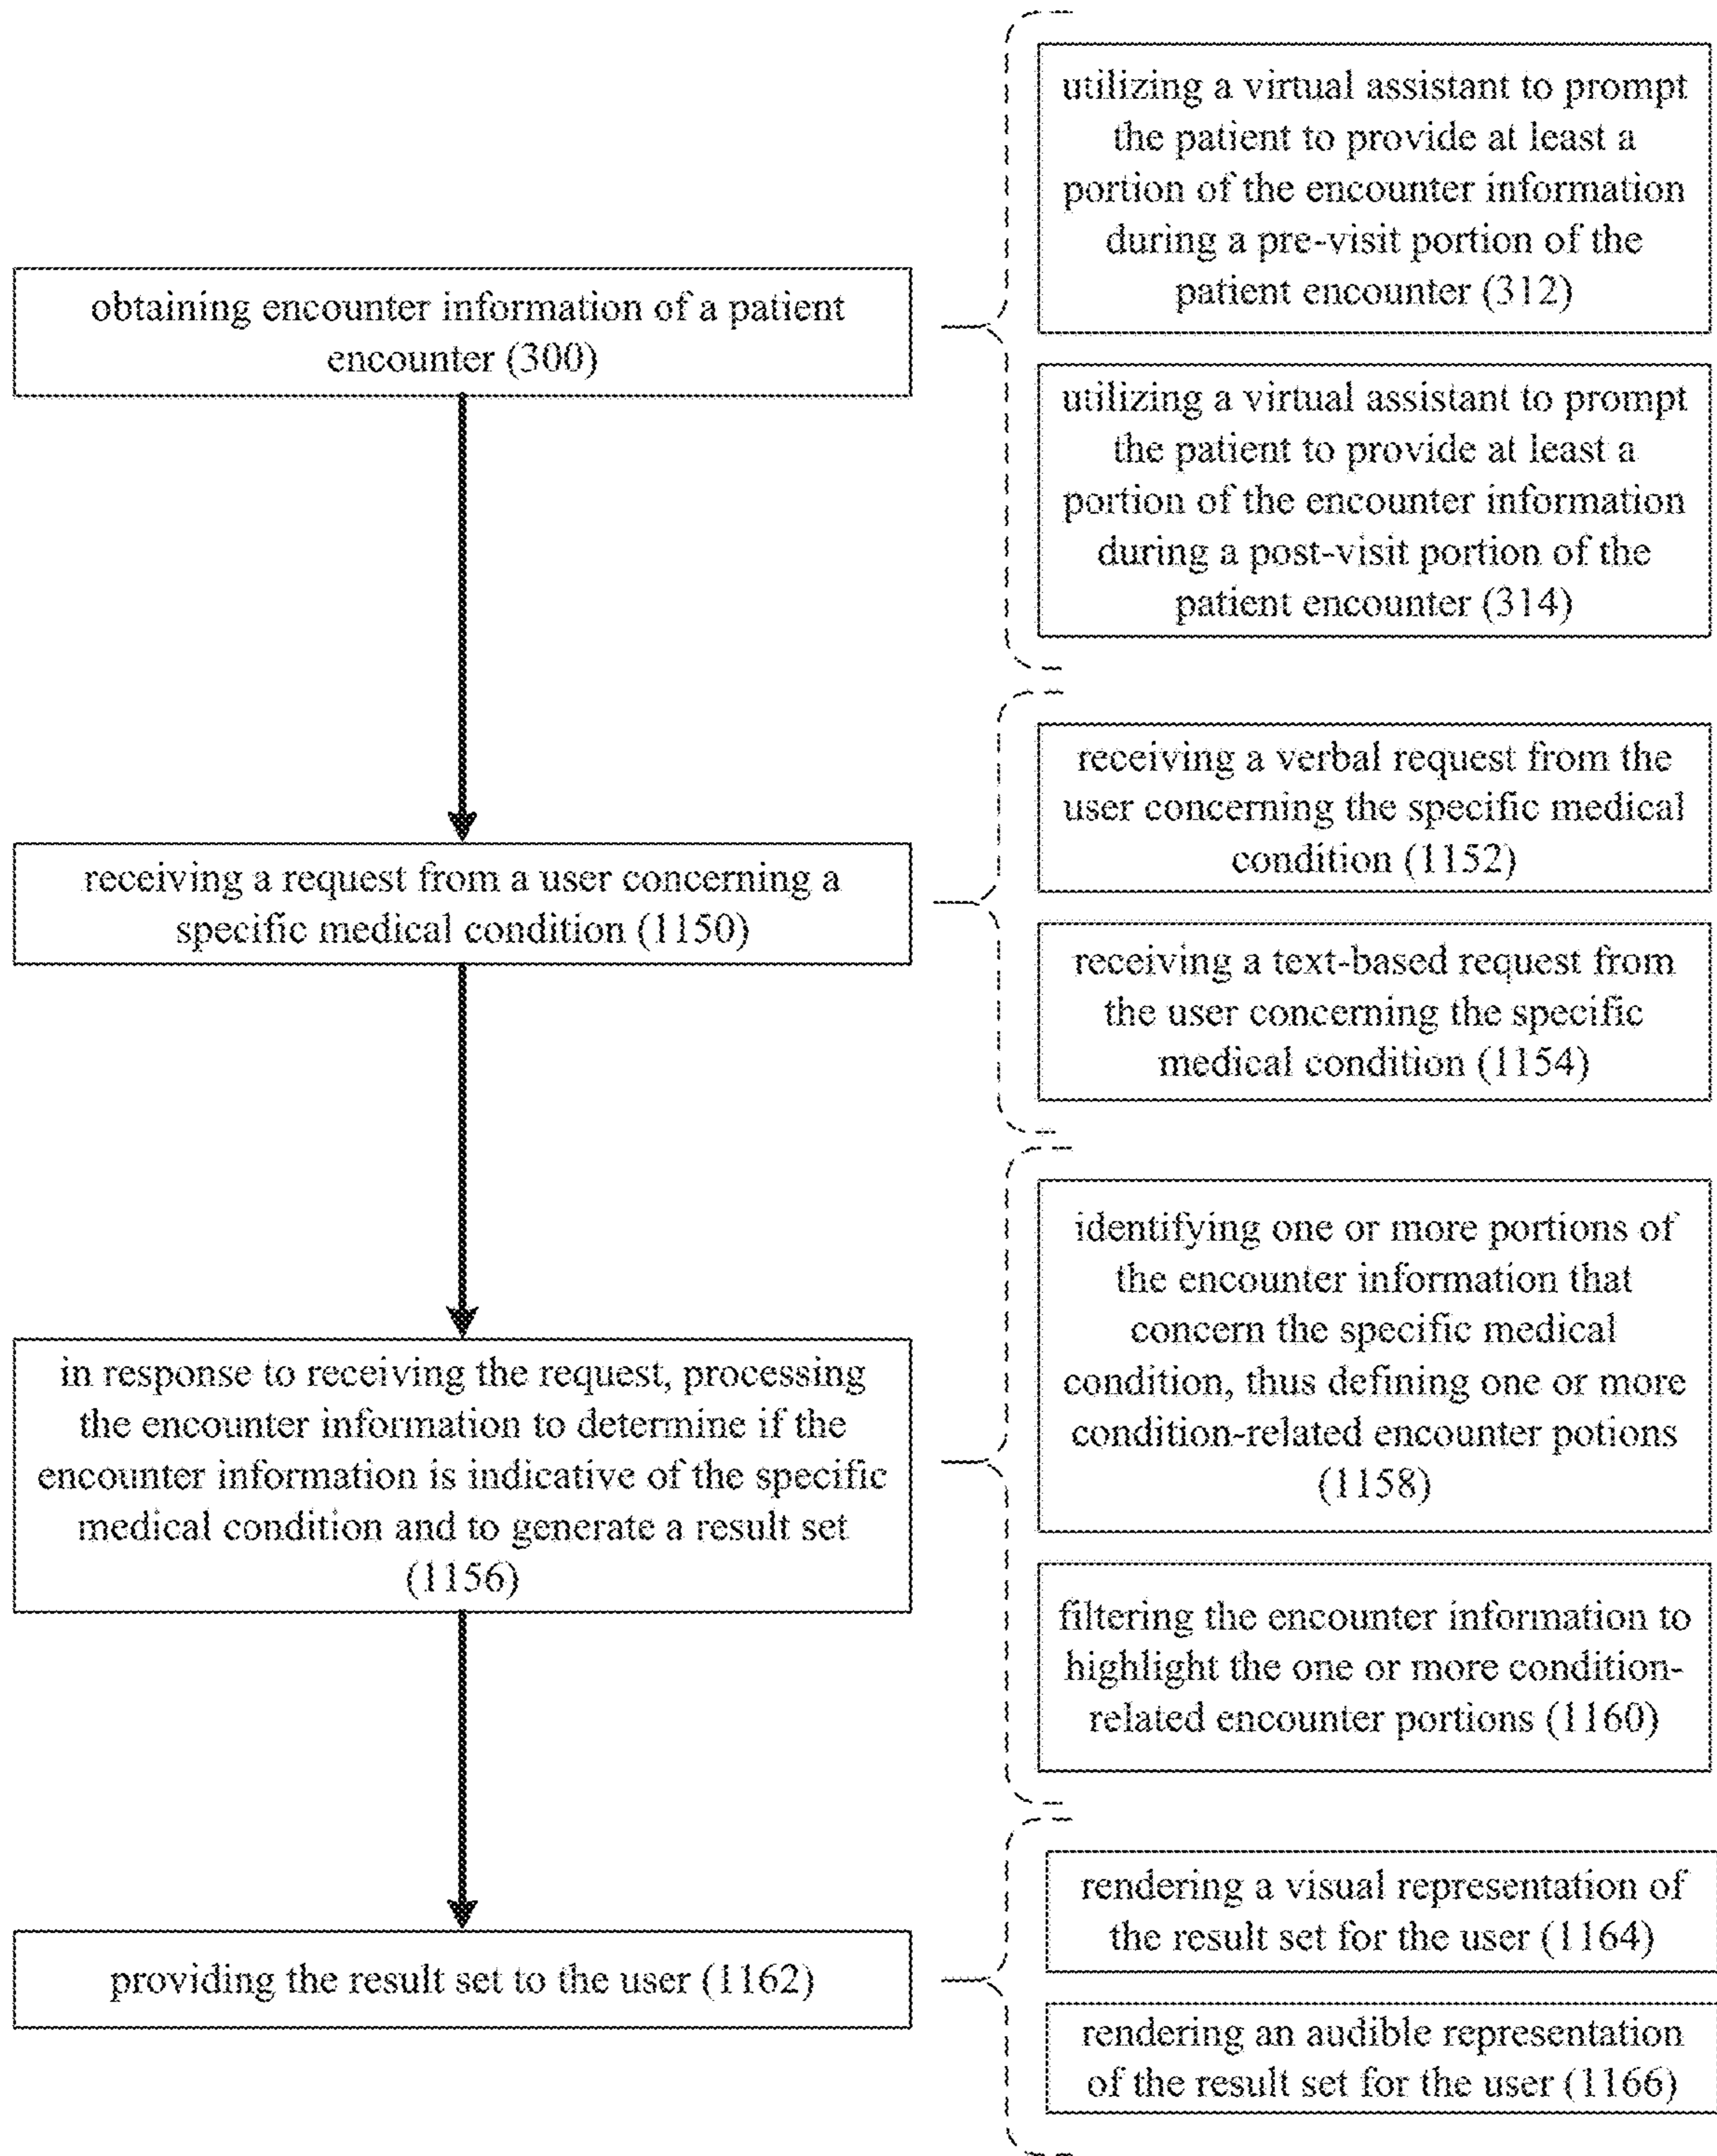 obtaining encounter information of a patient
encounter (300)
utilizing a virtual assistant to prompt
the patient to provide at least a
portion of the encounter information
during a pre-visit portion of the
patient encounter (312)
utilizing a virtual assistant to prompt
the patient to provide at least a
portion of the encounter information
during a post-visit portion of the
patient encounter (314)
receiving a request from a user concerning a
specific medical condition (1150)
receiving a verbal request from the
user concerning the specific medical
condition (1152)
receiving a text-based request from
the user concerning the specific
medical condition (1154)
in response to receiving the request, processing
the encounter information to determine if the
encounter information is indicative of the specific
medical condition and to generate a result set
(1156)
identifying one or more portions of
the encounter information that
concern the specific medical
condition, thus defining one or more
condition-related encounter potions
(1158)
filtering the encounter information to
highlight the one or more condition-
related encounter portions (1160)
providing the result set to the user (1162)
rendering a visual representation of
the result set for the user (1164)
rendering an audible representation
of the result set for the user (1166)